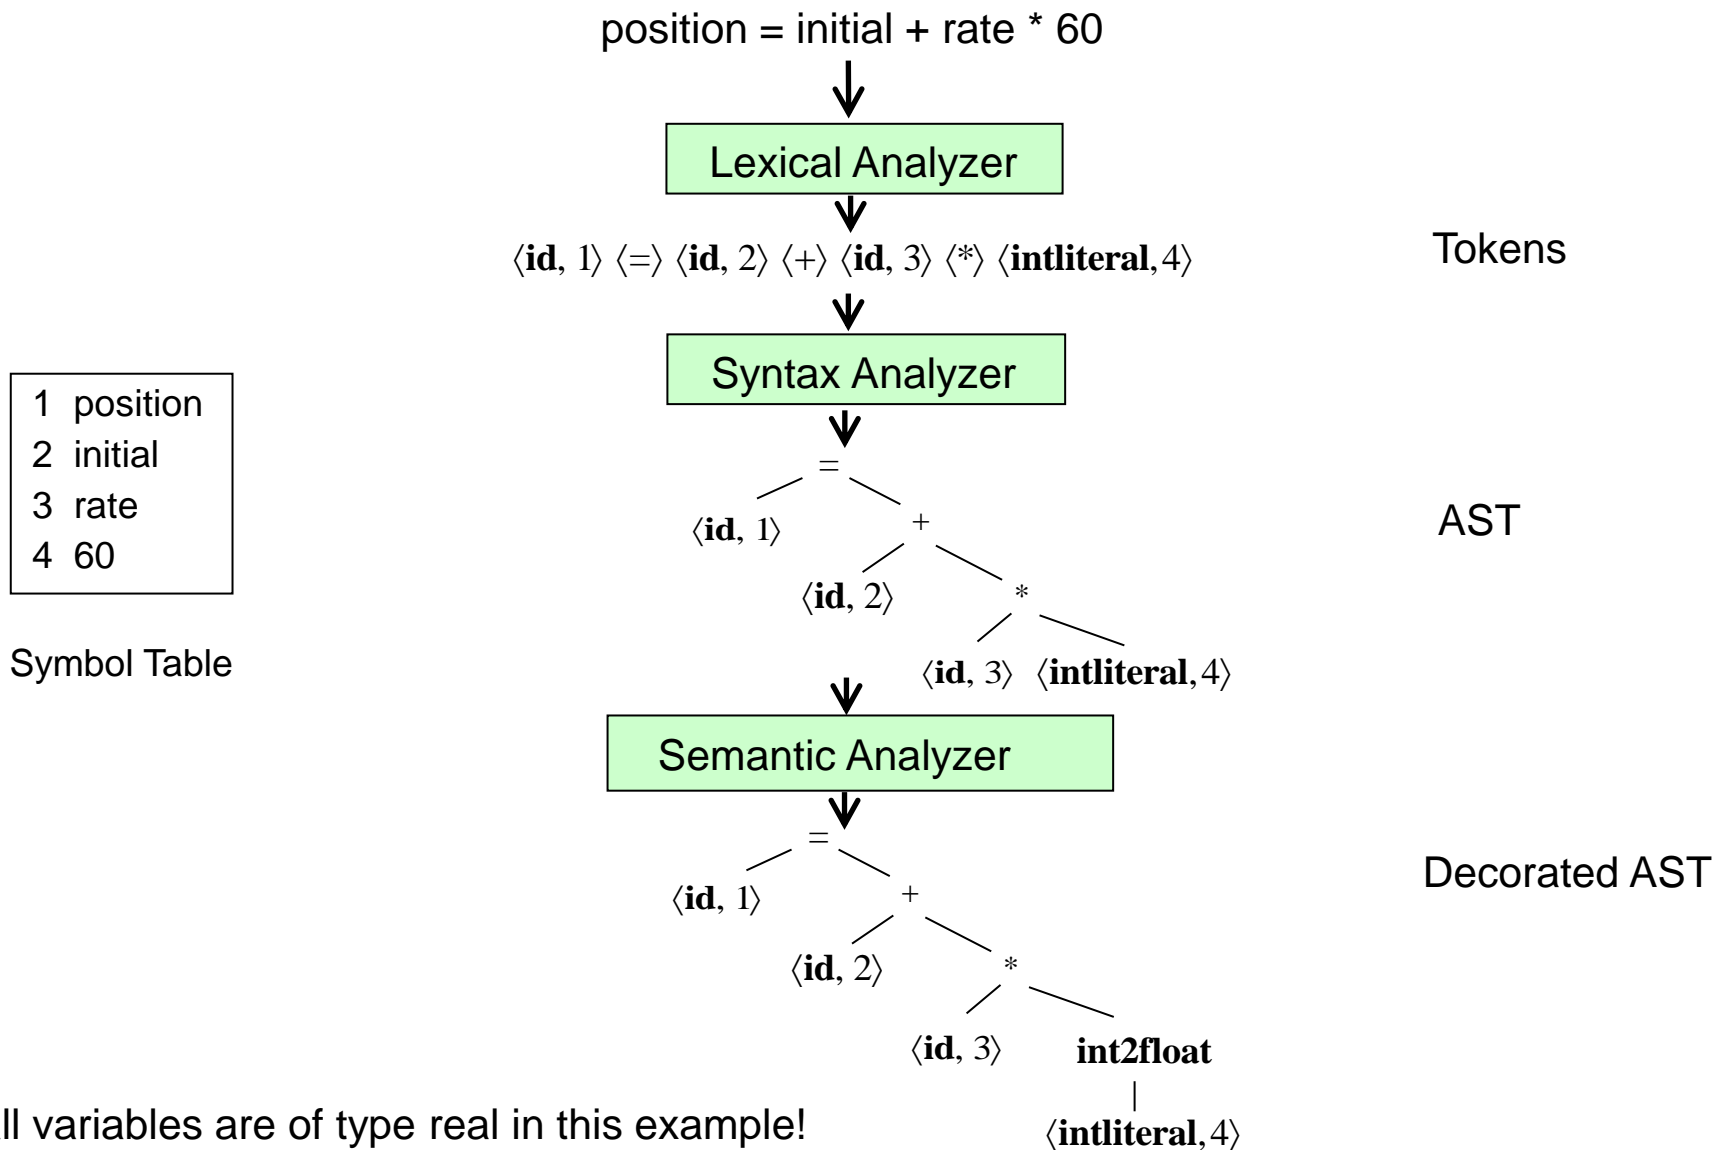 position = initial + rate * 60
Lexical Analyzer
⟨id, 1⟩ ⟨=⟩ ⟨id, 2⟩ ⟨+⟩ ⟨id, 3⟩ ⟨*⟩ ⟨intliteral,4⟩
Tokens
Syntax Analyzer
1 position
2 initial
3 rate
4 60
Symbol Table
=
⟨id, 1⟩
+
⟨id, 2⟩
*
⟨id, 3⟩ ⟨intliteral,4⟩
AST
Semantic Analyzer
=
⟨id, 1⟩
+
⟨id, 2⟩
*
⟨id, 3⟩ int2float
⟨intliteral,4⟩
Decorated AST
ll variables are of type real in this example!